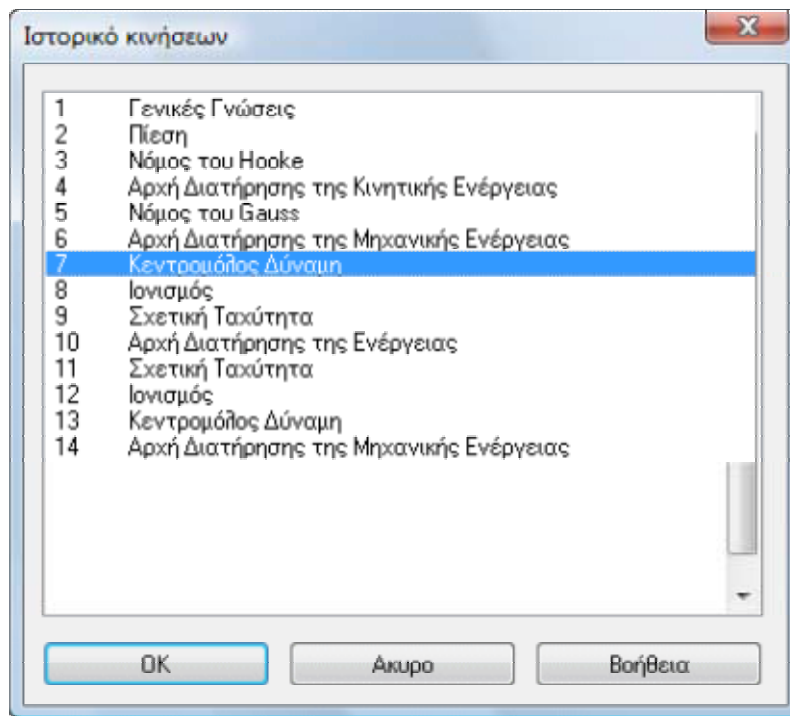 Ιστορικό κινήσεων
1 Γενικές Γνώσεις
2 Πίεση
3 Νόμος του Hooke
4 Αρχή Διατήρησης της Κινητικής Ενέργειας
5 Νόμος του Gauss
6 Αρχή Διατήρησης της Μηχανικής Ενέργειας
7 Κεντρομόλος Δύναμη
8 Ιονισμός
9 Σχετική Ταχύτητα
10 Αρχή Διατήρησης της Ενέργειας
11 Σχετική Ταχύτητα
12 Ιονισμός
13 Κεντρομόλος Δύναμη
14 Αρχή Διατήρησης της Μηχανικής Ενέργειας
OK Ακυρο Βοήθεια